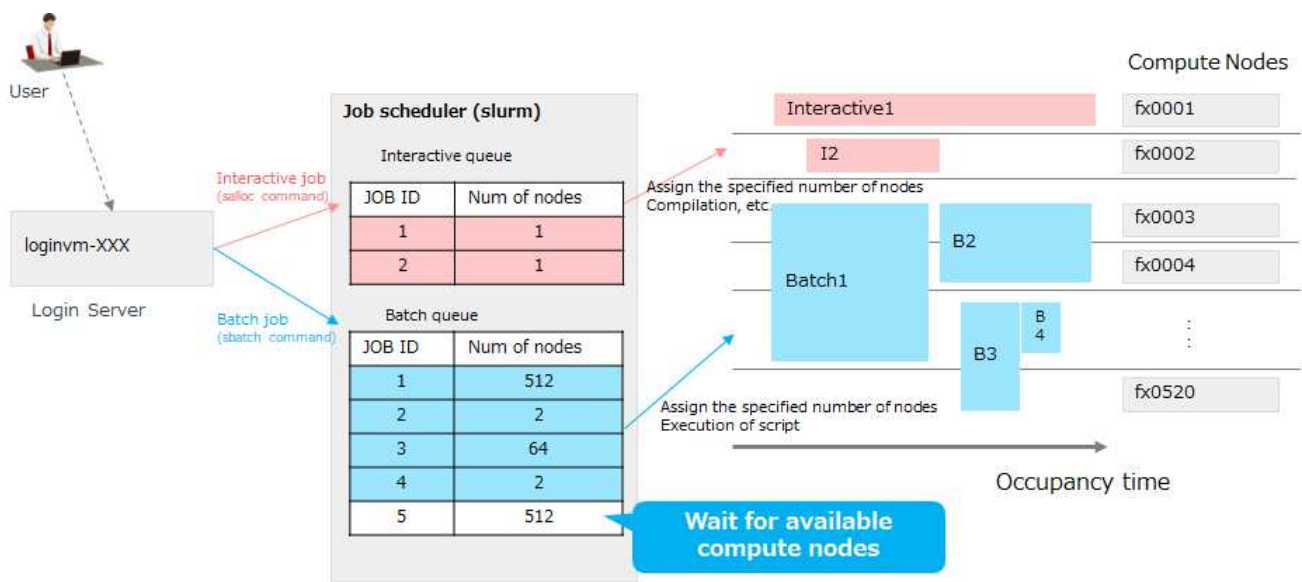 User
loginvm-XXX
Login Server
Interactive job
(salloc command)
Batch job
(sbatch command)
Job scheduler (slurm)
Interactive queue
JOB ID Num of nodes
1 1
2 1
Batch queue
JOB ID Num of nodes
1 512
2 2
3 64
4 2
5 512
Wait for available
compute nodes
Assign the specified number of nodes
Compilation, etc.
Assign the specified number of nodes
Execution of script
Compute Nodes
Interactive1
fx0001
I2
fx0002
Batch1
B2
fx0003
fx0004
B3
B
4
⋮
fx0520
Occupancy time